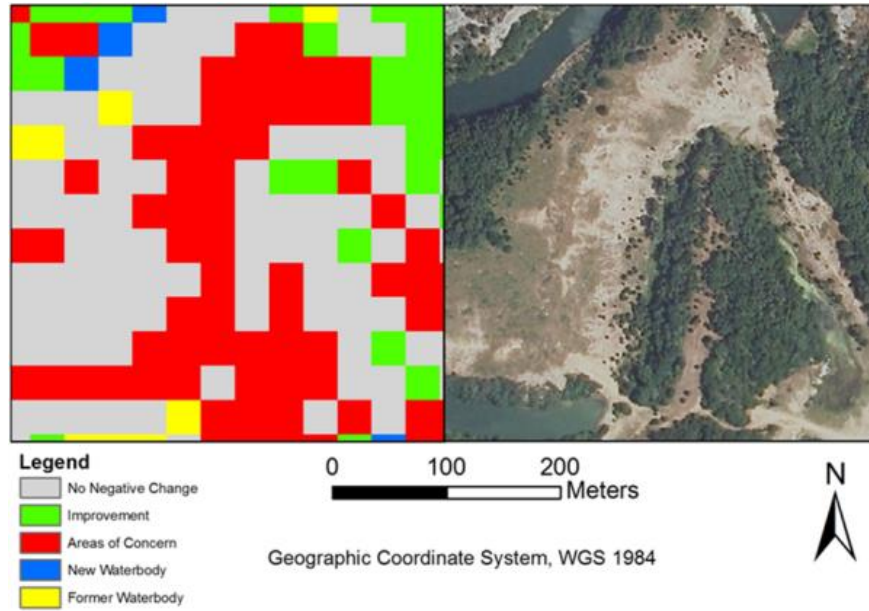 Legend
No Negative Change
Improvement
Areas of Concern
New Waterbody
Former Waterbody
0 100 200
Meters
Geographic Coordinate System, WGS 1984
N